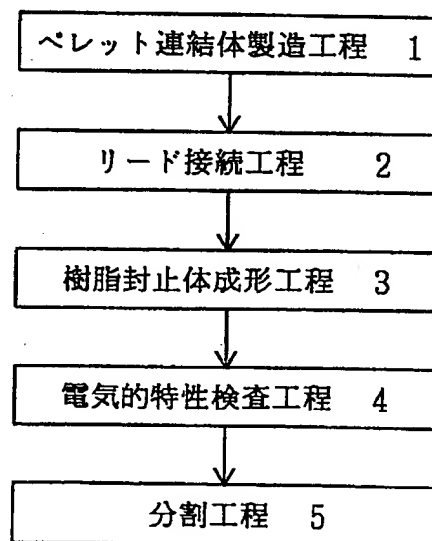 ペレット連結体製造工程 1
リード接続工程 2
樹脂封止体成形工程 3
電気的特性検査工程 4
分割工程 5